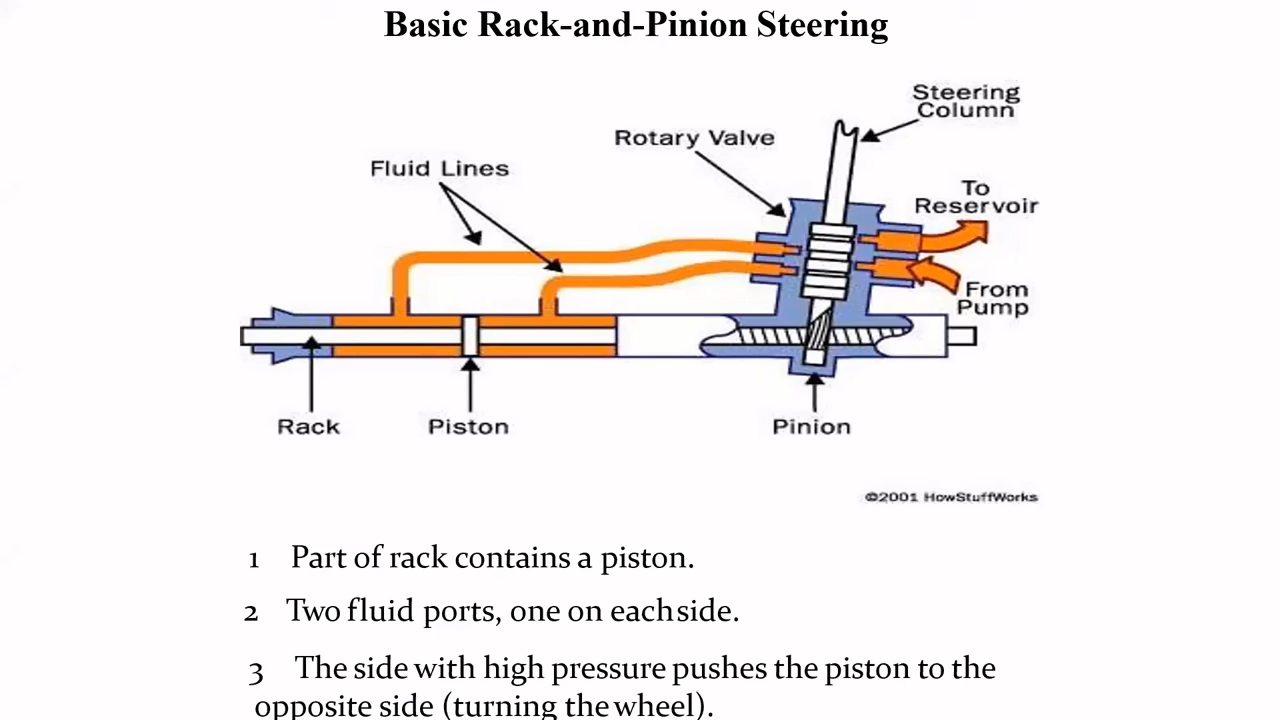 Basic Rack-and-Pinion Steering
Steering
Column
Rotary Valve
Fluid Lines
To
Reservoir
From
Pump
Rack
Piston
Pinion
©2001 HowStuffWorks
1 Part of rack contains a piston.
2 Two fluid ports, one on each side.
3 The side with high pressure pushes the piston to the
opposite side (turning the wheel).